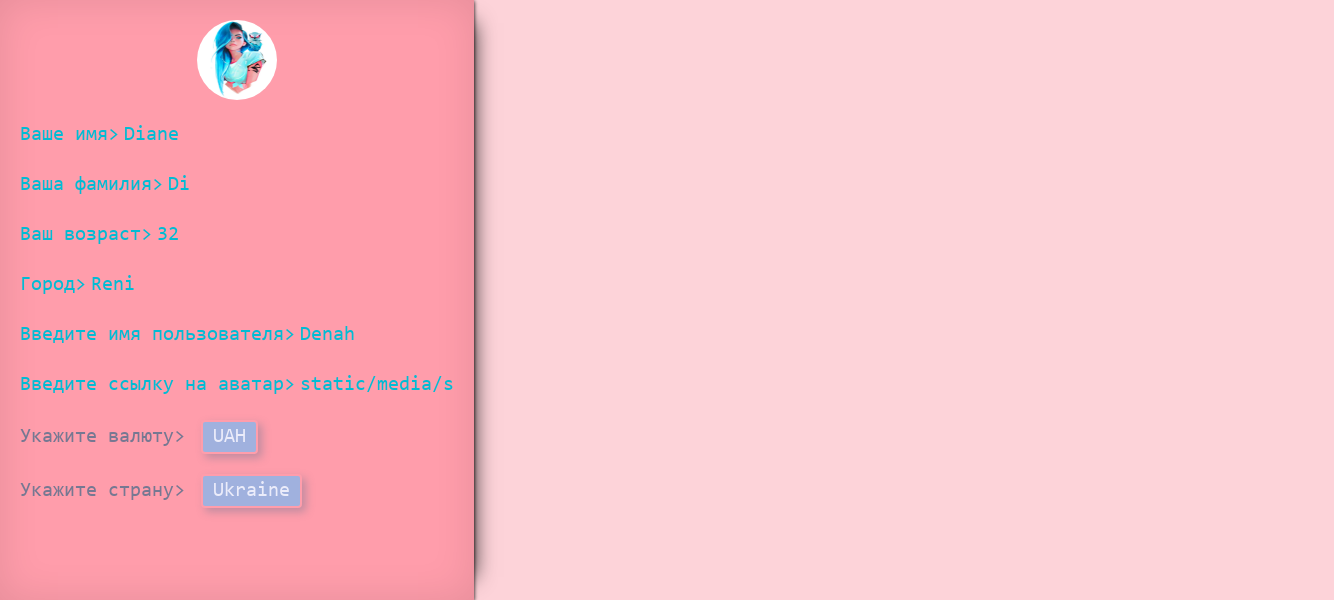 Ваше имя> Diane
Ваша фамилия> Di
Ваш возраст> 32
Город> Reni
Введите имя пользователя> Denah
Введите ссылку на аватар> static/media/s
Укажите валюту> UAH
Укажите страну> Ukraine